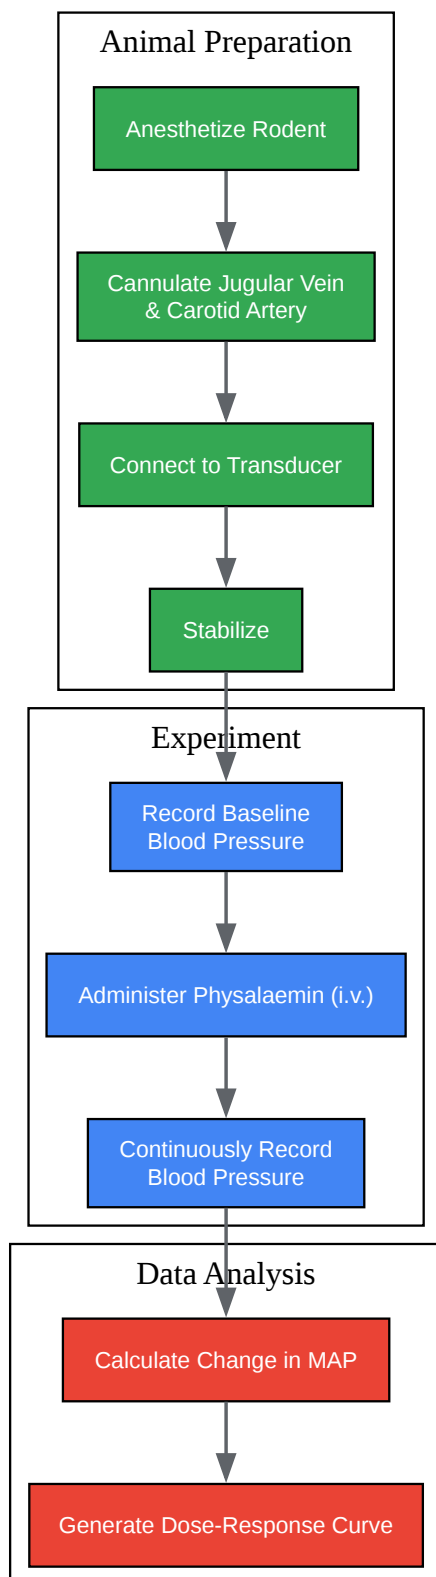 Animal Preparation
Anesthetize Rodent
Cannulate Jugular Vein
& Carotid Artery
Connect to Transducer
Stabilize
Experiment
Record Baseline
Blood Pressure
Administer Physalaemin (i.v.)
Continuously Record
Blood Pressure
Data Analysis
Calculate Change in MAP
Generate Dose-Response Curve